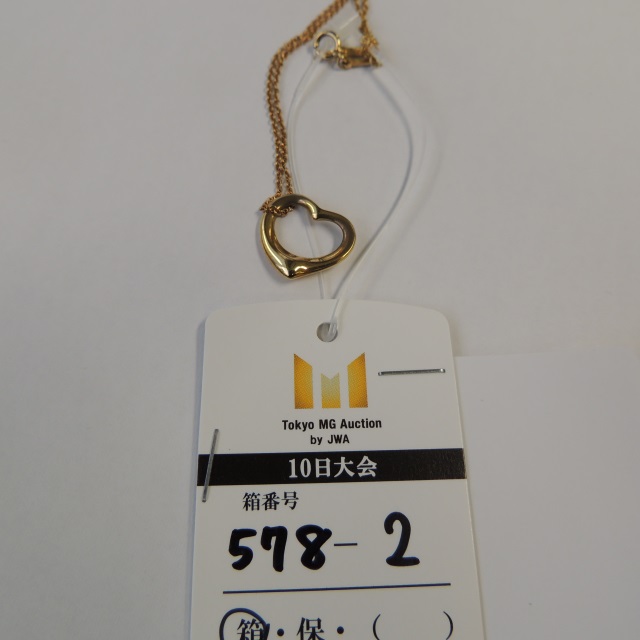 Tokyo MG Auction
by JWA
10日大会
箱番号
578-2
箱・保・（　　）